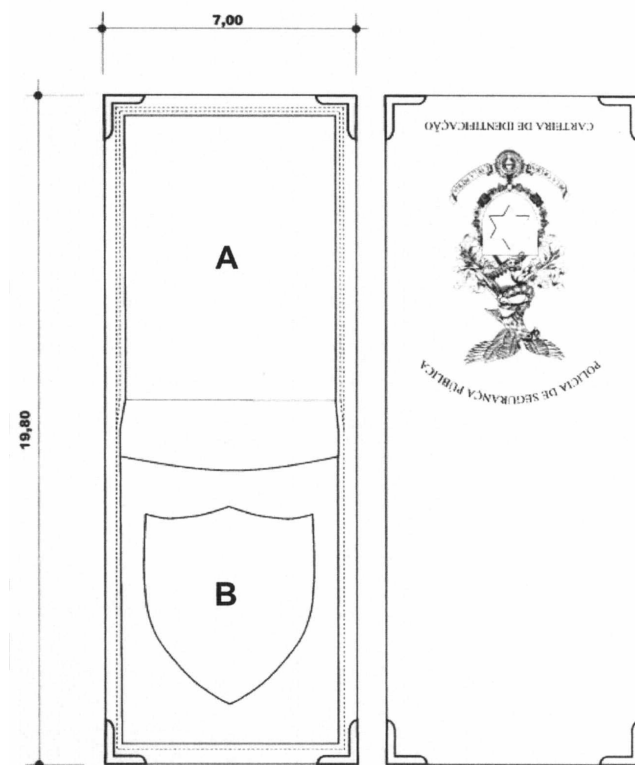 7,00
19,80
A
B
CARTEIRA DE IDENTIFICAÇÃO
POLÍCIA DE SEGURANÇA PÚBLICA